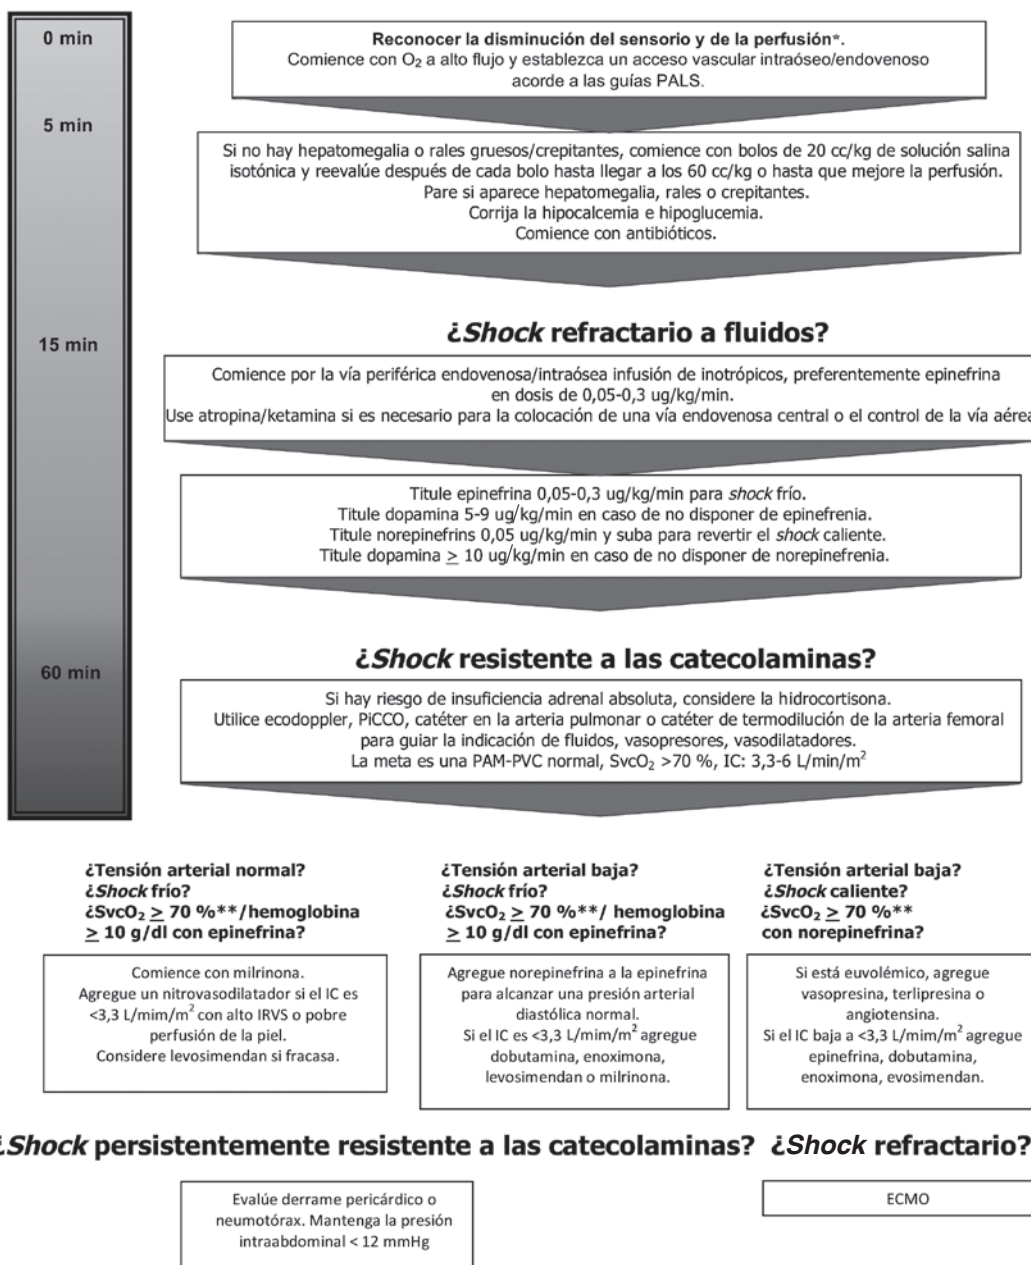 0 min
Reconocer la disminución del sensorio y de la perfusión*.
Comience con O₂ a alto flujo y establezca un acceso vascular intraóseo/endovenoso
acorde a las guías PALS.
5 min
Si no hay hepatomegalia o rales gruesos/crepitantes, comience con bolos de 20 cc/kg de solución salina
isotónica y reevalúe después de cada bolo hasta llegar a los 60 cc/kg o hasta que mejore la perfusión.
Pare si aparece hepatomegalia, rales o crepitantes.
Corrija la hipocalcemia e hipoglucemia.
Comience con antibióticos.
¿Shock refractario a fluidos?
15 min
Comience por la vía periférica endovenosa/intraósea infusión de inotrópicos, preferentemente epinefrina
en dosis de 0,05-0,3 ug/kg/min.
Use atropina/ketamina si es necesario para la colocación de una vía endovenosa central o el control de la vía aérea
Titule epinefrina 0,05-0,3 ug/kg/min para shock frío.
Titule dopamina 5-9 ug/kg/min en caso de no disponer de epinefrenia.
Titule norepinefrins 0,05 ug/kg/min y suba para revertir el shock caliente.
Titule dopamina ≥ 10 ug/kg/min en caso de no disponer de norepinefrenia.
¿Shock resistente a las catecolaminas?
60 min
Si hay riesgo de insuficiencia adrenal absoluta, considere la hidrocortisona.
Utilice ecodoppler, PiCCO, catéter en la arteria pulmonar o catéter de termodilución de la arteria femoral
para guiar la indicación de fluidos, vasopresores, vasodilatadores.
La meta es una PAM-PVC normal, SvcO₂ >70 %, IC: 3,3-6 L/min/m²
¿Tensión arterial normal?
¿Shock frío?
¿SvcO₂ ≥ 70 %**/hemoglobina
≥ 10 g/dl con epinefrina?
Comience con milrinona.
Agregue un nitrovasodilatador si el IC es
<3,3 L/mim/m² con alto IRVS o pobre
perfusión de la piel.
Considere levosimendan si fracasa.
¿Tensión arterial baja?
¿Shock frío?
¿SvcO₂ ≥ 70 %**/ hemoglobina
≥ 10 g/dl con epinefrina?
Agregue norepinefrina a la epinefrina
para alcanzar una presión arterial
diastólica normal.
Si el IC es <3,3 L/mim/m² agregue
dobutamina, enoximona,
levosimendan o milrinona.
¿Tensión arterial baja?
¿Shock caliente?
¿SvcO₂ ≥ 70 %**
con norepinefrina?
Si está euvolémico, agregue
vasopresina, terlipresina o
angiotensina.
Si el IC baja a <3,3 L/mim/m² agregue
epinefrina, dobutamina,
enoximona, evosimendan.
¿Shock persistentemente resistente a las catecolaminas? ¿Shock refractario?
Evalúe derrame pericárdico o
neumotórax. Mantenga la presión
intraabdominal < 12 mmHg
ECMO